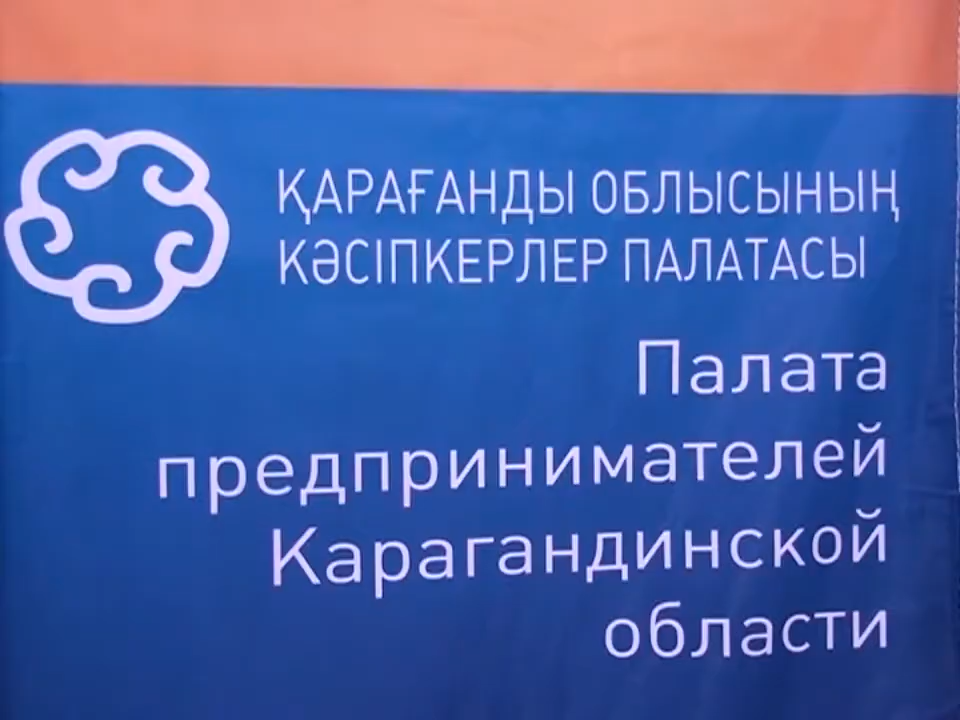 ҚАРАҒАНДЫ ОБЛЫСЫНЫҢ
КӘСІПКЕРЛЕР ПАЛАТАСЫ
Палата
предпринимателей
Карагандинской
области